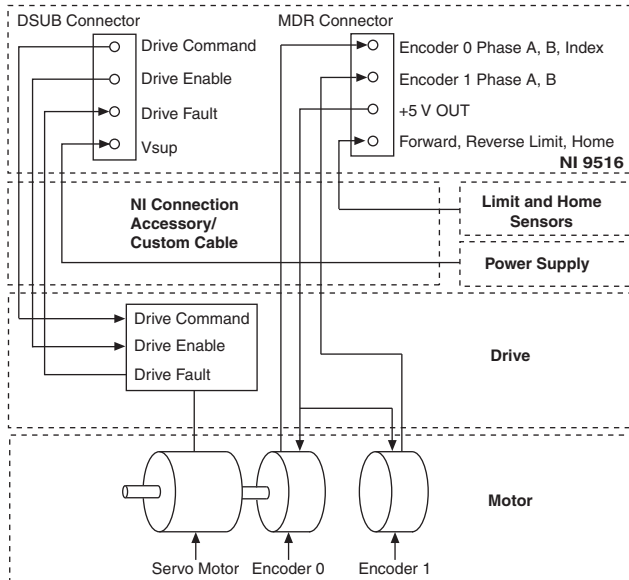 DSUB Connector
MDR Connector
Drive Command
Drive Enable
Drive Fault
Vsup
Encoder 0 Phase A, B, Index
Encoder 1 Phase A, B
+5 V OUT
Forward, Reverse Limit, Home
NI 9516
NI Connection
Accessory/
Custom Cable
Limit and Home
Sensors
Power Supply
Drive Command
Drive Enable
Drive Fault
Drive
Motor
Servo Motor
Encoder 0
Encoder 1